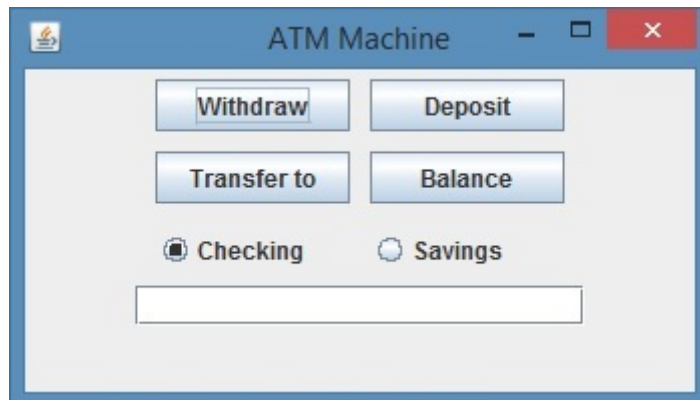 ATM Machine
Withdraw Deposit
Transfer to Balance
Checking Savings